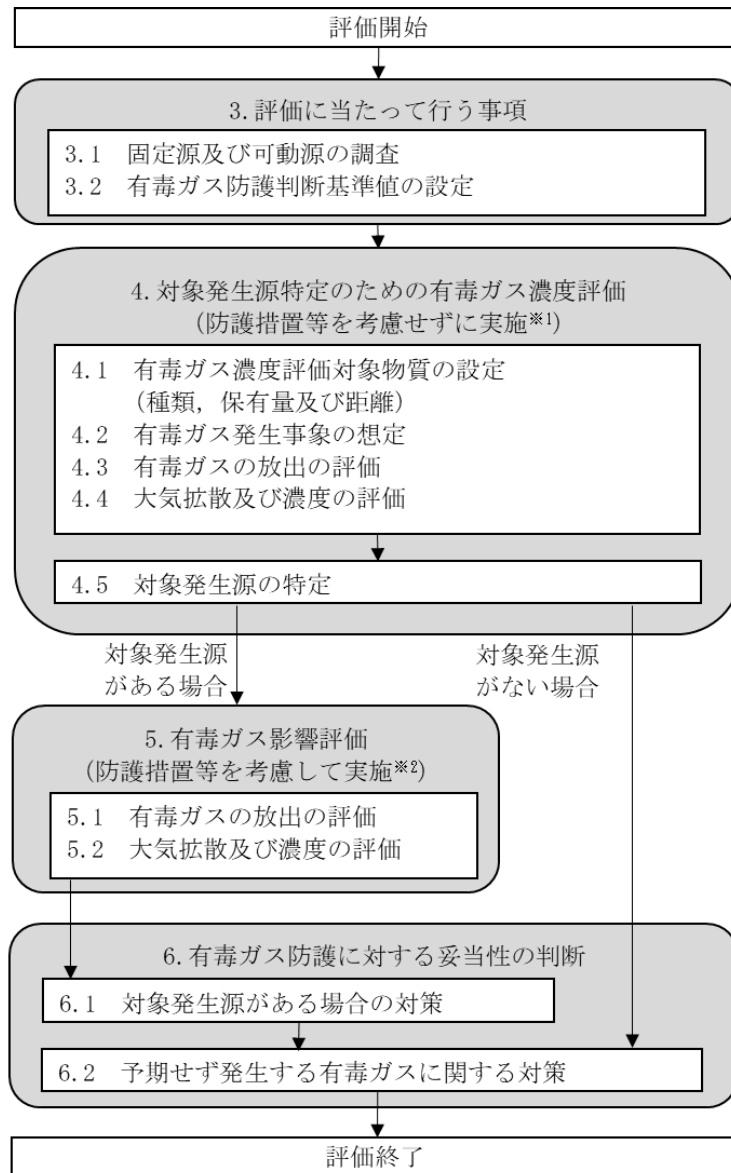 評価開始
3.評価に当たって行う事項
3.1 固定源及び可動源の調査
3.2 有毒ガス防護判断基準値の設定
4.対象発生源特定のための有毒ガス濃度評価
(防護措置等を考慮せずに実施※1)
4.1 有毒ガス濃度評価対象物質の設定
(種類，保有量及び距離)
4.2 有毒ガス発生事象の想定
4.3 有毒ガスの放出の評価
4.4 大気拡散及び濃度の評価
4.5 対象発生源の特定
対象発生源
がある場合
対象発生源
がない場合
5.有毒ガス影響評価
(防護措置等を考慮して実施※2)
5.1 有毒ガスの放出の評価
5.2 大気拡散及び濃度の評価
6.有毒ガス防護に対する妥当性の判断
6.1 対象発生源がある場合の対策
6.2 予期せず発生する有毒ガスに関する対策
評価終了